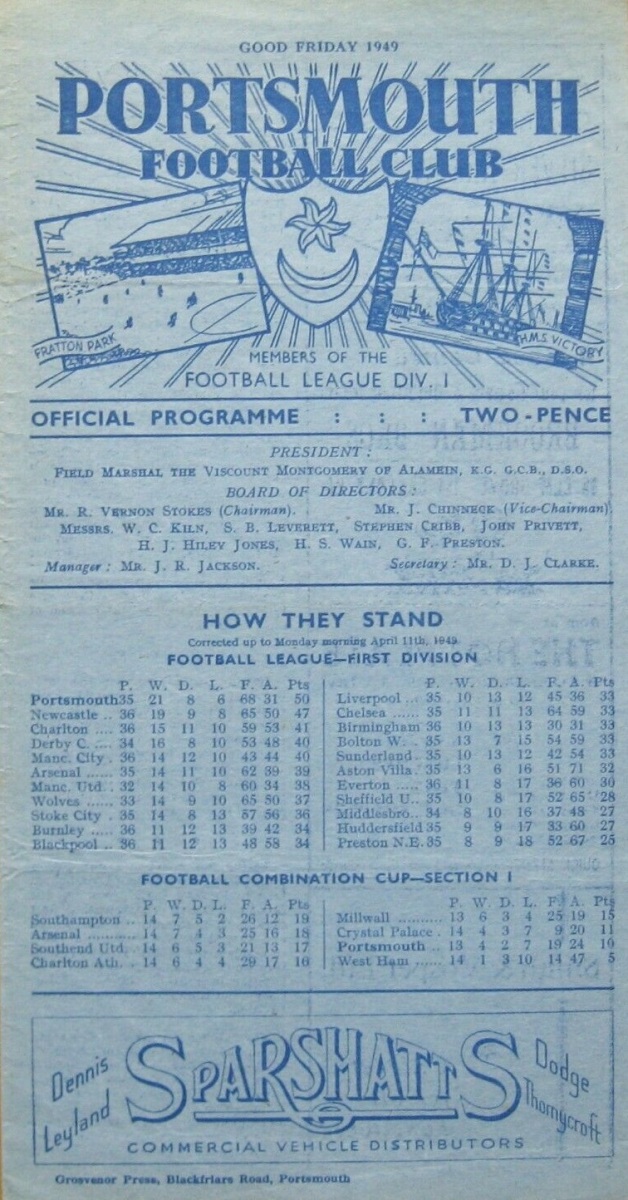 GOOD FRIDAY 1949
PORTSMOUTH
FOOTBALL CLUB
FRATTON PARK
H.M.S. VICTORY
MEMBERS OF THE
FOOTBALL LEAGUE DIV. 1
OFFICIAL PROGRAMME : : : TWO-PENCE
PRESIDENT :
FIELD MARSHAL THE VISCOUNT MONTGOMERY OF ALAMEIN, K.G. G.C.B., D.S.O.
BOARD OF DIRECTORS :
MR. R. VERNON STOKES (Chairman). MR. J. CHINNECK (Vice-Chairman)
MESSRS. W. C. KILN, S. B. LEVERETT, STEPHEN CRIBB, JOHN PRIVETT,
H. J. HILEY JONES, H. S. WAIN, G. F. PRESTON.
Manager : MR. J. R. JACKSON. Secretary : MR. D. J. CLARKE.
HOW THEY STAND
Corrected up to Monday morning April 11th, 1949
FOOTBALL LEAGUE—FIRST DIVISION
P. W. D. L. F. A. Pts
Portsmouth 35 21 8 6 68 31 50
Newcastle .. 36 19 9 8 65 50 47
Charlton .... 36 15 11 10 59 53 41
Derby C. .... 34 16 8 10 53 48 40
Manc. City . 36 14 12 10 43 44 40
Arsenal ...... 35 14 11 10 62 39 39
Manc. Utd . 32 14 10 8 60 34 38
Wolves ...... 33 14 9 10 65 50 37
Stoke City . 35 14 8 13 57 56 36
Burnley ..... 36 11 12 13 39 42 34
Blackpool .. 36 11 12 13 48 58 34
P. W. D. L. F. A. Pts
Liverpool ... 35 10 13 12 45 36 33
Chelsea ...... 35 11 11 13 64 59 33
Birmingham 36 10 13 13 30 31 33
Bolton W. . 35 13 7 15 54 59 33
Sunderland . 35 10 13 12 42 54 33
Aston Villa . 35 13 6 16 51 71 32
Everton ..... 36 11 8 17 36 60 30
Sheffield U.. 35 10 8 17 52 65 28
Middlesbro.. 34 8 10 16 37 48 27
Huddersfield 35 9 9 17 33 60 27
Preston N.E. 35 8 9 18 52 67 25
FOOTBALL COMBINATION CUP—SECTION I
P. W. D. L. F. A. Pts
Southampton .. 14 7 5 2 26 12 19
Arsenal ........... 14 7 4 3 25 16 18
Southend Utd. . 14 6 5 3 21 13 17
Charlton Ath. . 14 6 4 4 29 17 16
P. W. D. L. F. A. Pts
Millwall .......... 13 6 3 4 25 19 15
Crystal Palace . 14 4 3 7 9 20 11
Portsmouth .. 13 4 2 7 19 24 10
West Ham ...... 14 1 3 10 14 47 5
Dennis
Leyland
SPARSHATTS
Dodge
Thornycroft
COMMERCIAL VEHICLE DISTRIBUTORS
Grosvenor Press, Blackfriars Road, Portsmouth